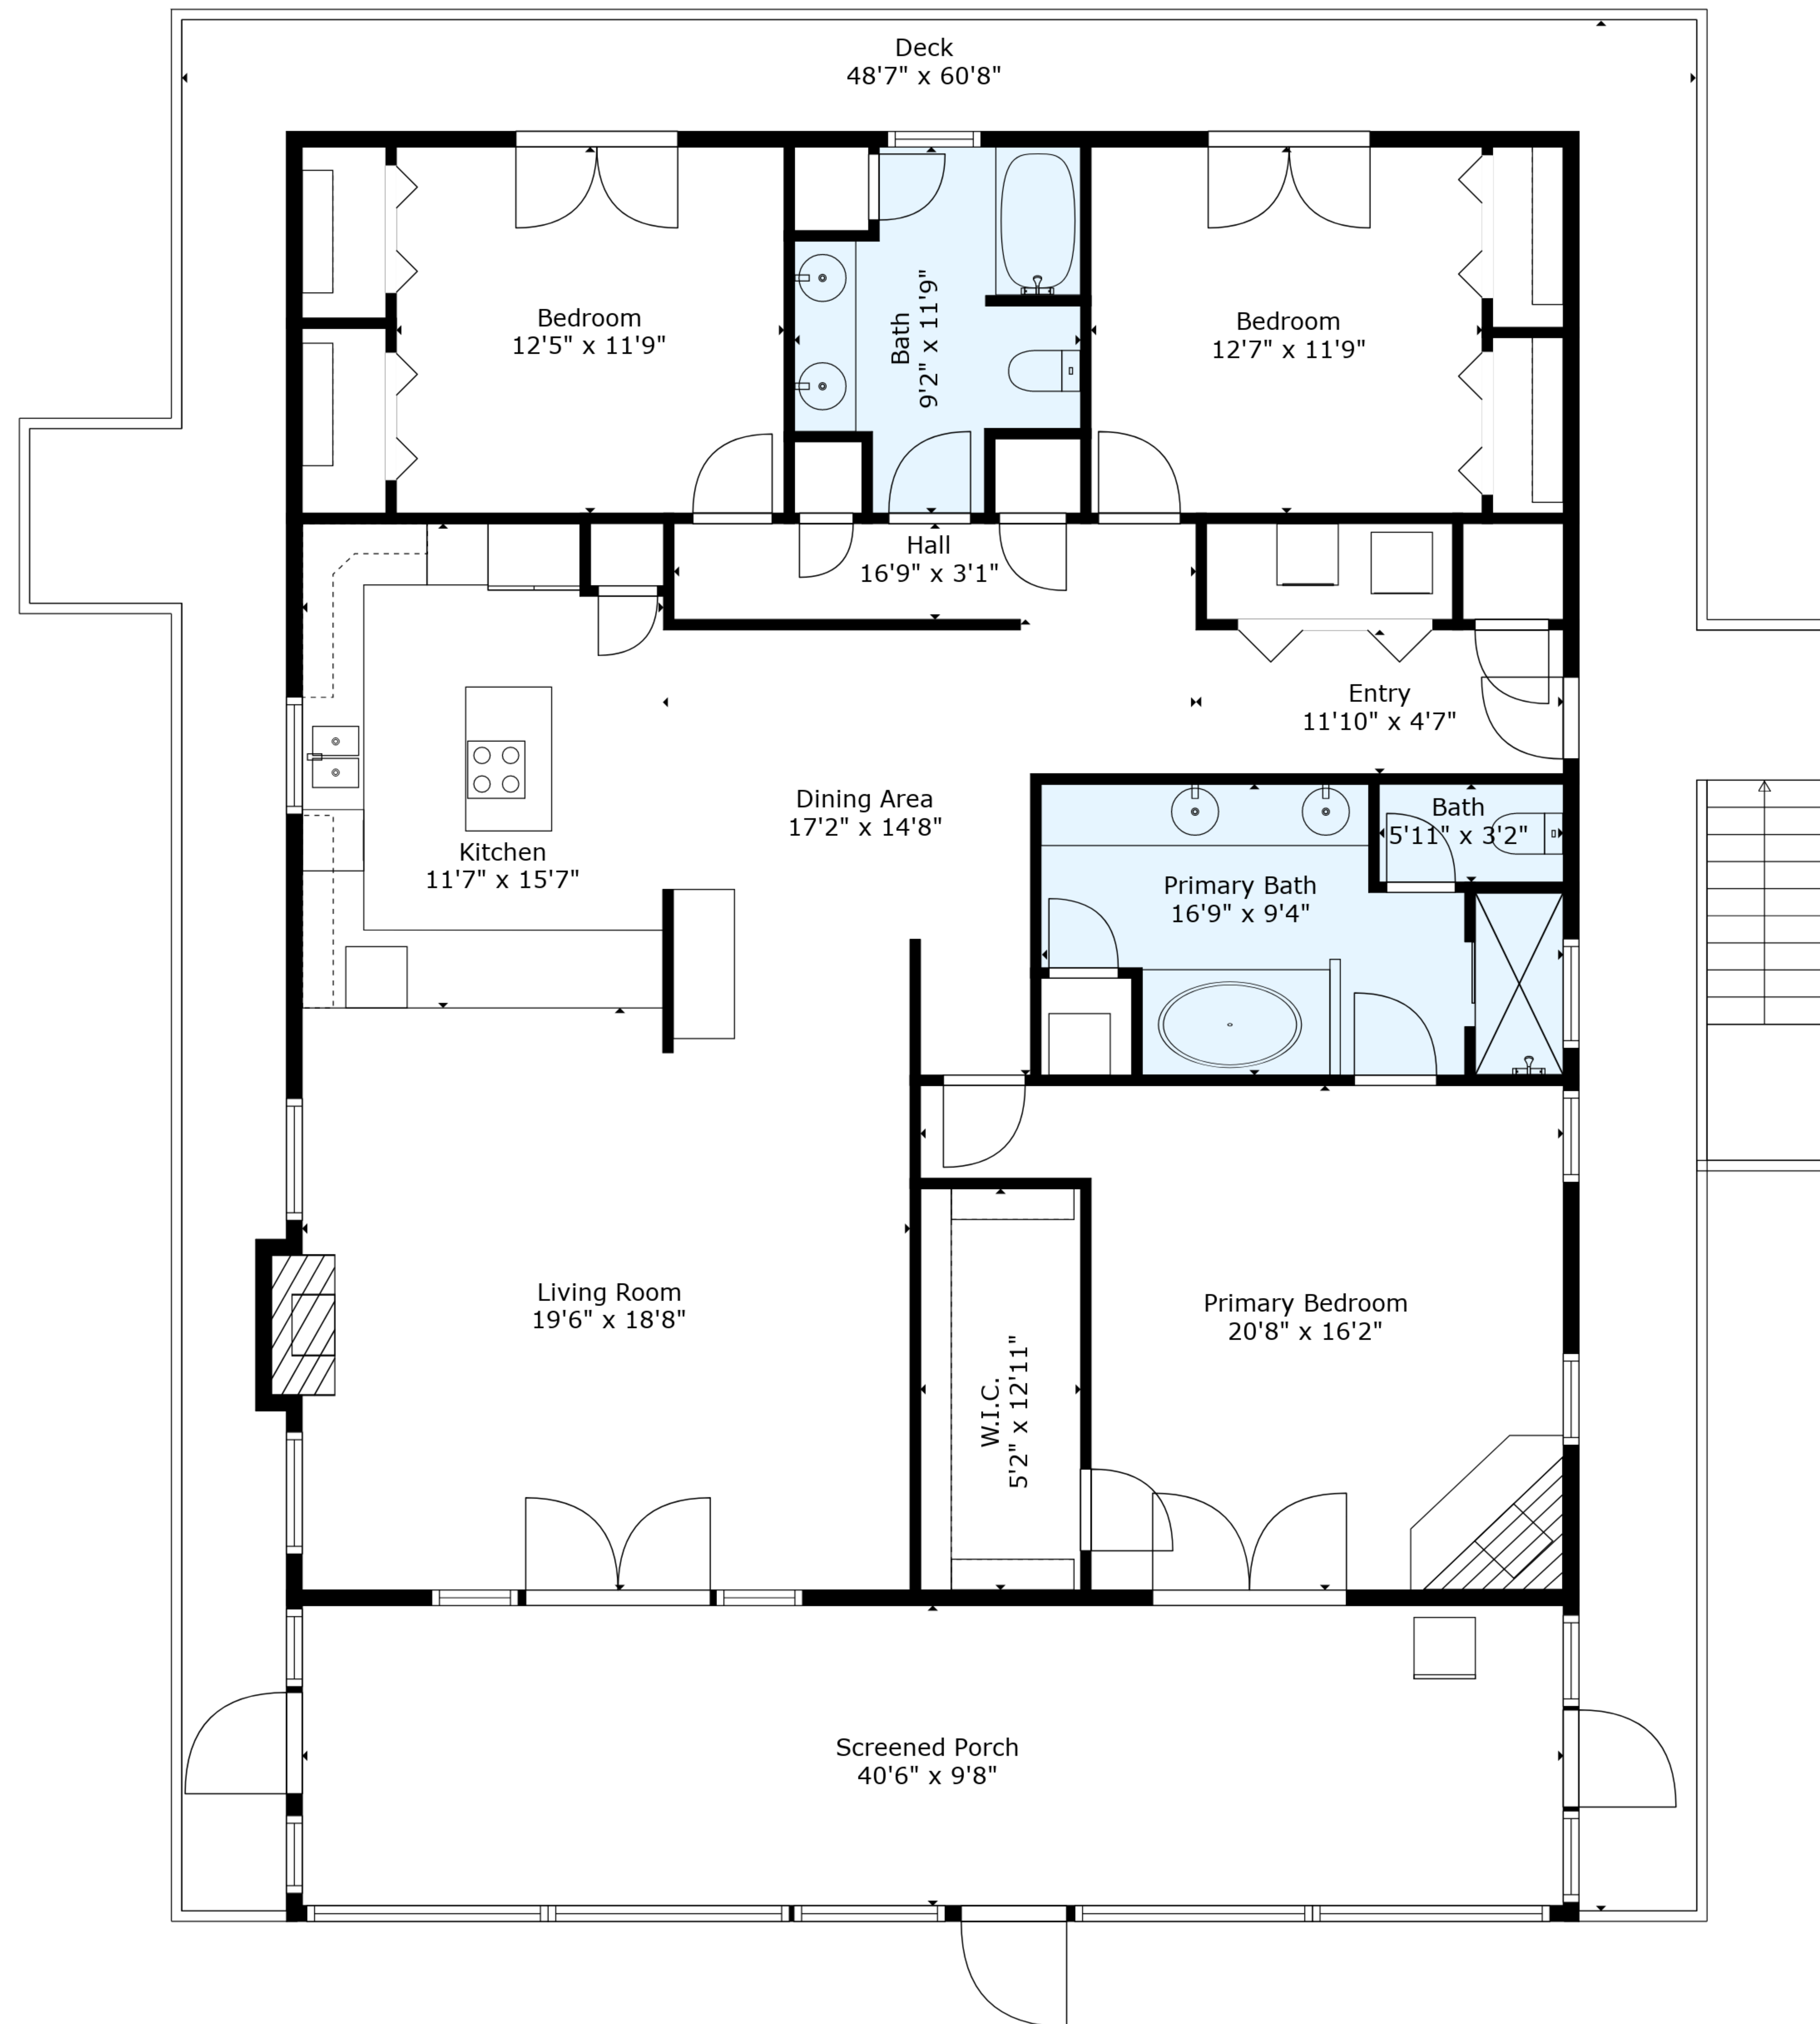 Deck
48'7" x 60'8"
Bedroom
12'5" x 11'9"
Bath
9'2" x 11'9"
Bedroom
12'7" x 11'9"
Hall
16'9" x 3'1"
Entry
11'10" x 4'7"
Dining Area
17'2" x 14'8"
Kitchen
11'7" x 15'7"
Bath
5'11" x 3'2"
Primary Bath
16'9" x 9'4"
Living Room
19'6" x 18'8"
W.I.C.
5'2" x 12'11"
Primary Bedroom
20'8" x 16'2"
Screened Porch
40'6" x 9'8"